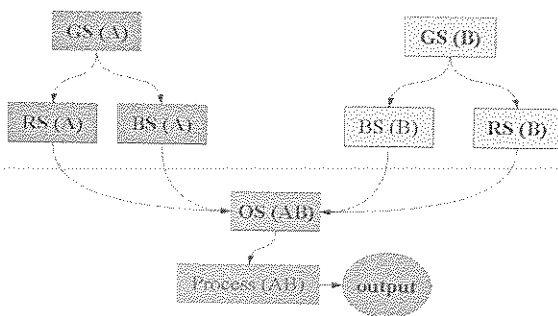 GS (A)
GS (B)
RS (A)
BS (A)
BS (B)
RS (B)
OS (AB)
Process (AB)
output